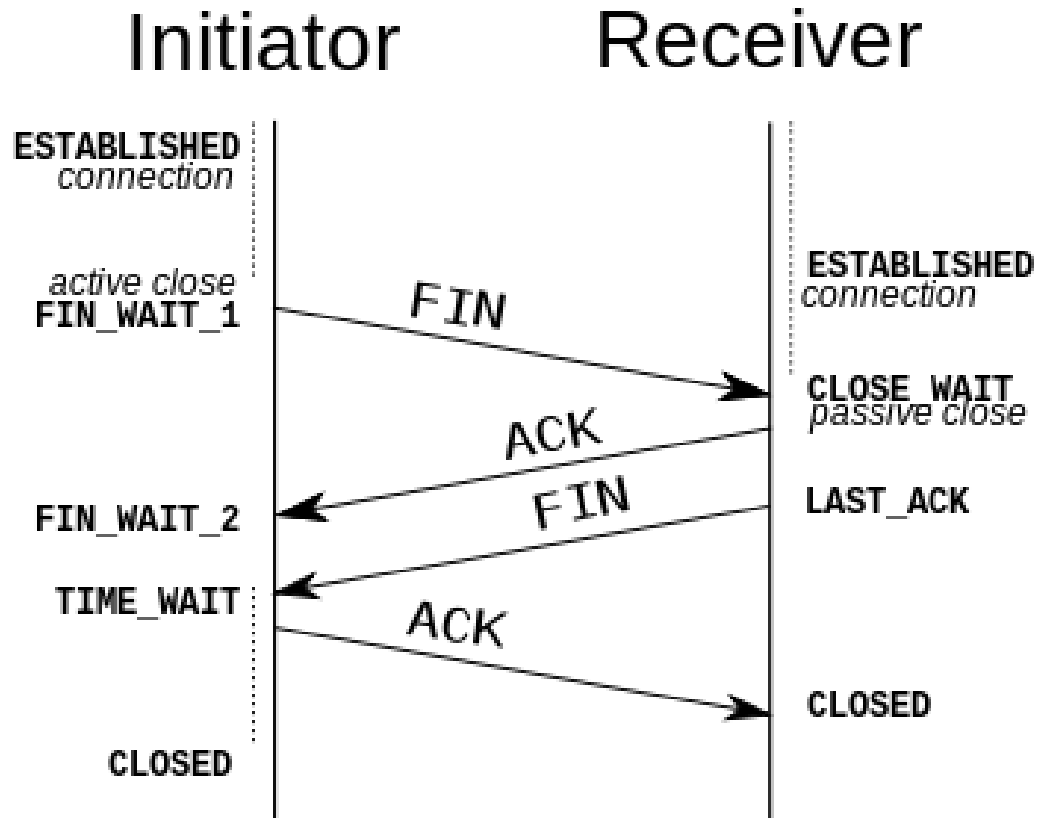 Initiator
Receiver
ESTABLISHED
connection
active close
FIN_WAIT_1
FIN
ESTABLISHED
connection
CLOSE_WAIT
passive close
ACK
FIN_WAIT_2
FIN
LAST_ACK
TIME_WAIT
ACK
CLOSED
CLOSED